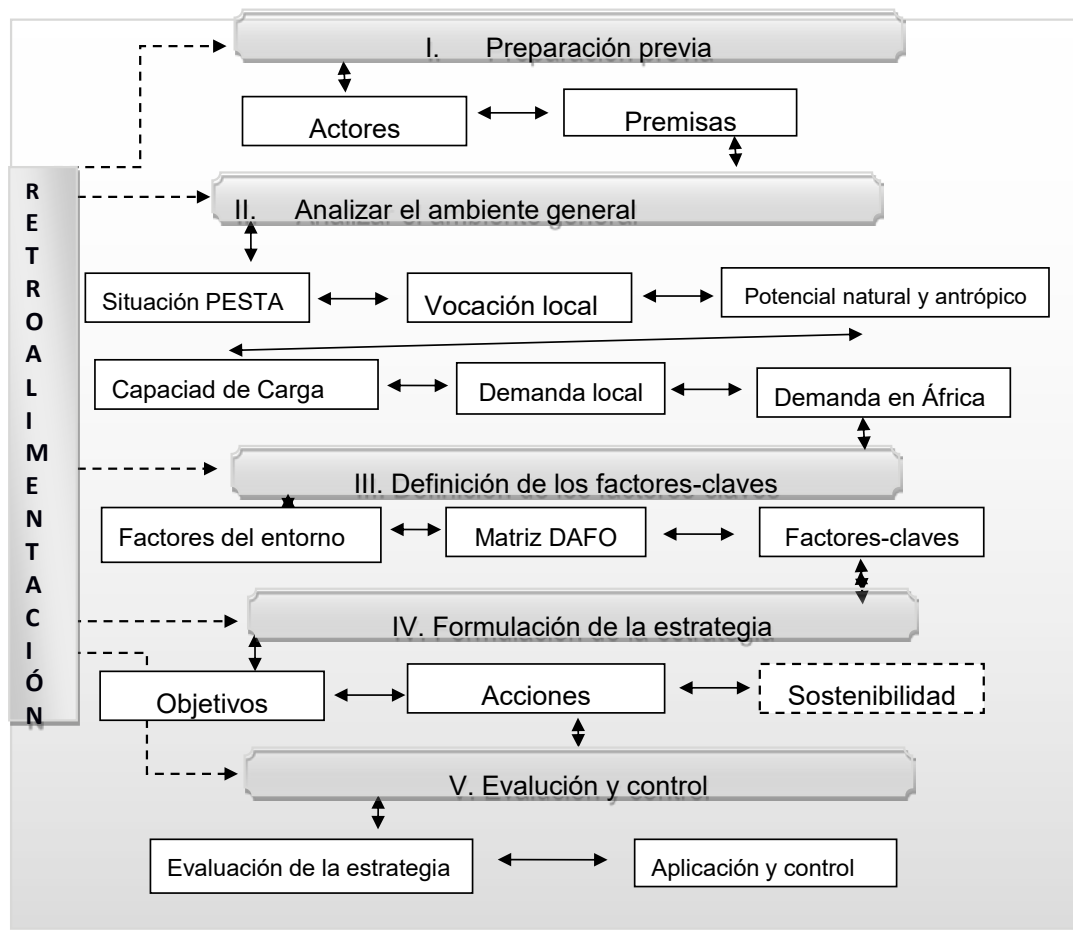 I. Preparación previa
Actores
Premisas
RETROALIMENTACIÓN
II. Analizar el ambiente general
Situación PESTA
Vocación local
Potencial natural y antrópico
Capaciad de Carga
Demanda local
Demanda en África
III. Definición de los factores-claves
Factores del entorno
Matriz DAFO
Factores-claves
IV. Formulación de la estrategia
Objetivos
Acciones
Sostenibilidad
V. Evalución y control
Evaluación de la estrategia
Aplicación y control